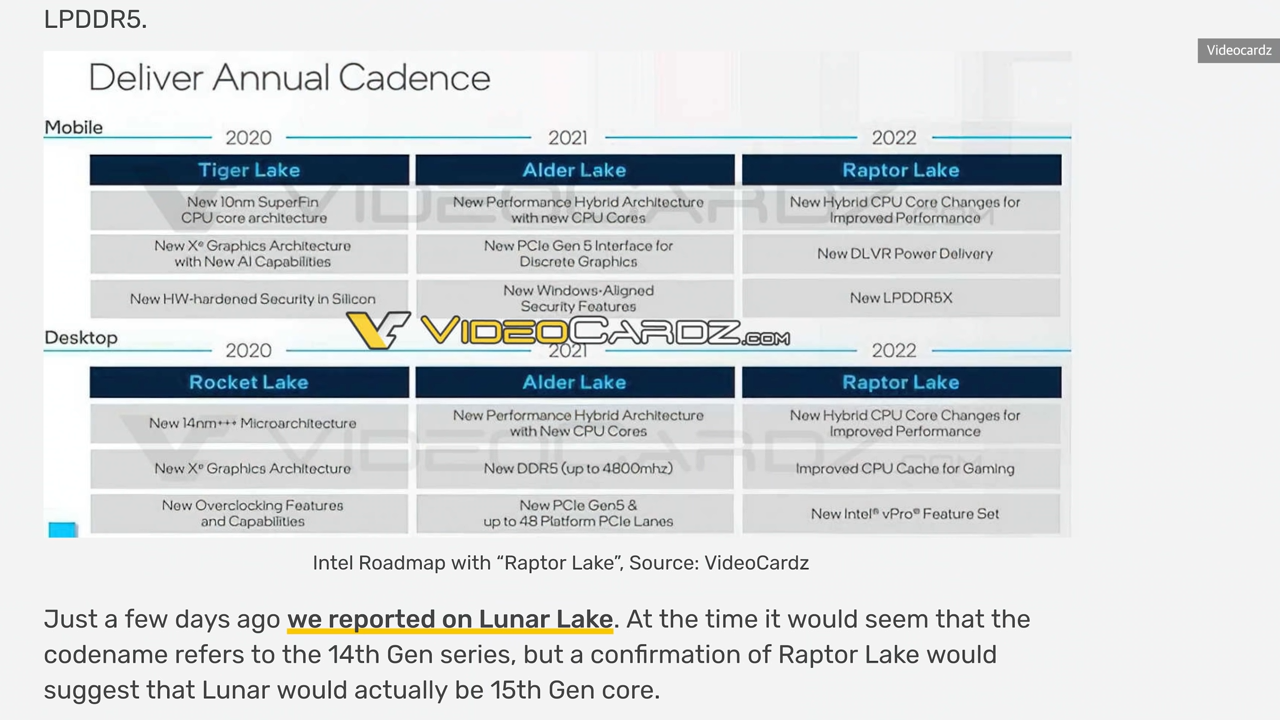 LPDDR5.
Videocardz
Deliver Annual Cadence
Mobile
2020 2021 2022
Tiger Lake Alder Lake Raptor Lake
New 10nm SuperFin
CPU core architecture
New Performance Hybrid Architecture
with new CPU Cores
New Hybrid CPU Core Changes for
Improved Performance
New Xᵉ Graphics Architecture
with New AI Capabilities
New PCIe Gen 5 Interface for
Discrete Graphics
New DLVR Power Delivery
New HW-hardened Security in Silicon
New Windows-Aligned
Security Features
New LPDDR5X
VIDEOCARDZ.COM
VIDEOCARDZ.COM
Desktop
2020 2021 2022
Rocket Lake Alder Lake Raptor Lake
New 14nm+++ Microarchitecture
New Performance Hybrid Architecture
with New CPU Cores
New Hybrid CPU Core Changes for
Improved Performance
New Xᵉ Graphics Architecture
New DDR5 (up to 4800mhz)
Improved CPU Cache for Gaming
VIDEOCARDZ.COM
New Overclocking Features
and Capabilities
New PCIe Gen5 &
up to 48 Platform PCIe Lanes
New Intel® vPro® Feature Set
Intel Roadmap with “Raptor Lake”, Source: VideoCardz
Just a few days ago we reported on Lunar Lake. At the time it would seem that the
codename refers to the 14th Gen series, but a confirmation of Raptor Lake would
suggest that Lunar would actually be 15th Gen core.